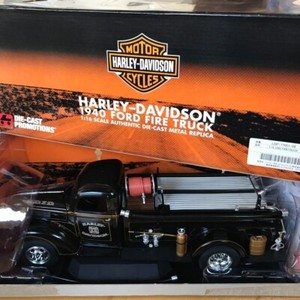 MOTOR
HARLEY-DAVIDSON
CYCLES
HARLEY-DAVIDSON
1940 FORD FIRE TRUCK
1:16 SCALE AUTHENTIC DIE-CAST METAL REPLICA
DIE-CAST
PROMOTIONS
HARLEY